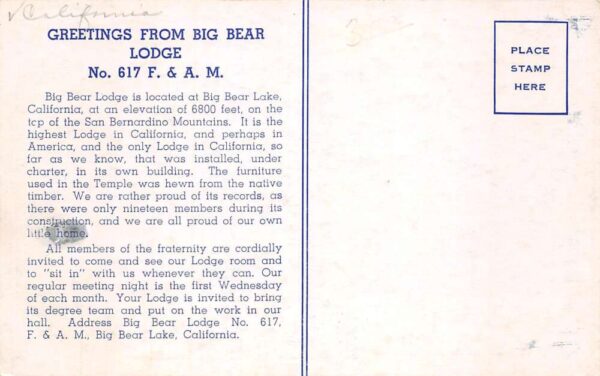 California
GREETINGS FROM BIG BEAR
LODGE
No. 617 F. & A. M.
Big Bear Lodge is located at Big Bear Lake,
California, at an elevation of 6800 feet, on the
top of the San Bernardino Mountains. It is the
highest Lodge in California, and perhaps in
America, and the only Lodge in California, so
far as we know, that was installed, under
charter, in its own building. The furniture
used in the Temple was hewn from the native
timber. We are rather proud of its records, as
there were only nineteen members during its
construction, and we are all proud of our own
little home.
All members of the fraternity are cordially
invited to come and see our Lodge room and
to "sit in" with us whenever they can. Our
regular meeting night is the first Wednesday
of each month. Your Lodge is invited to bring
its degree team and put on the work in our
hall. Address Big Bear Lodge No. 617,
F. & A. M., Big Bear Lake, California.
PLACE
STAMP
HERE